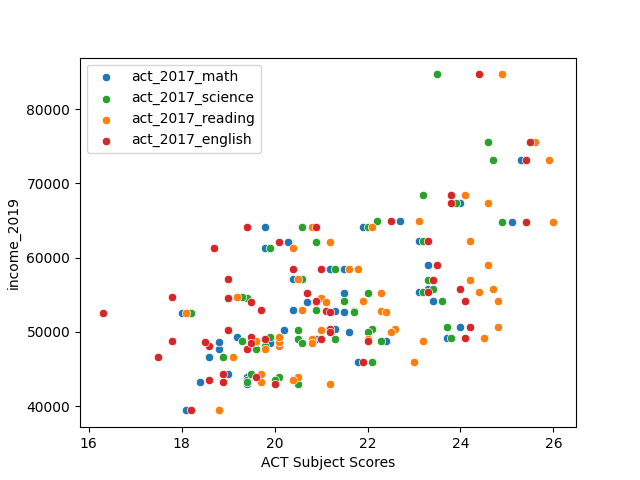 act_2017_math
act_2017_science
act_2017_reading
act_2017_english
80000
70000
60000
50000
40000
income_2019
16
18
20
22
24
26
ACT Subject Scores